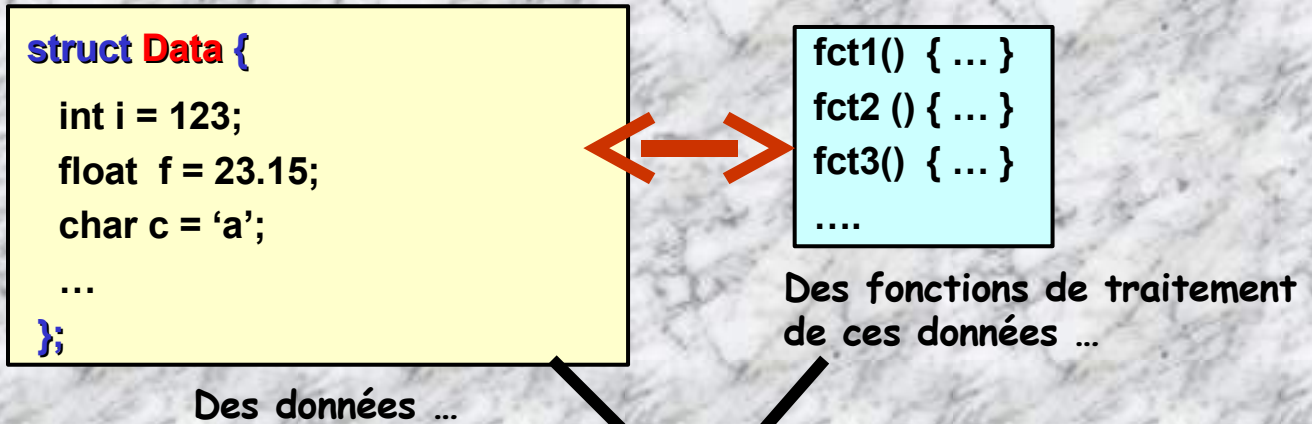 struct Data {
int i = 123;
float f = 23.15;
char c = ‘a’;
…
};
Des données …
fct1() { … }
fct2 () { … }
fct3() { … }
….
Des fonctions de traitement
de ces données …